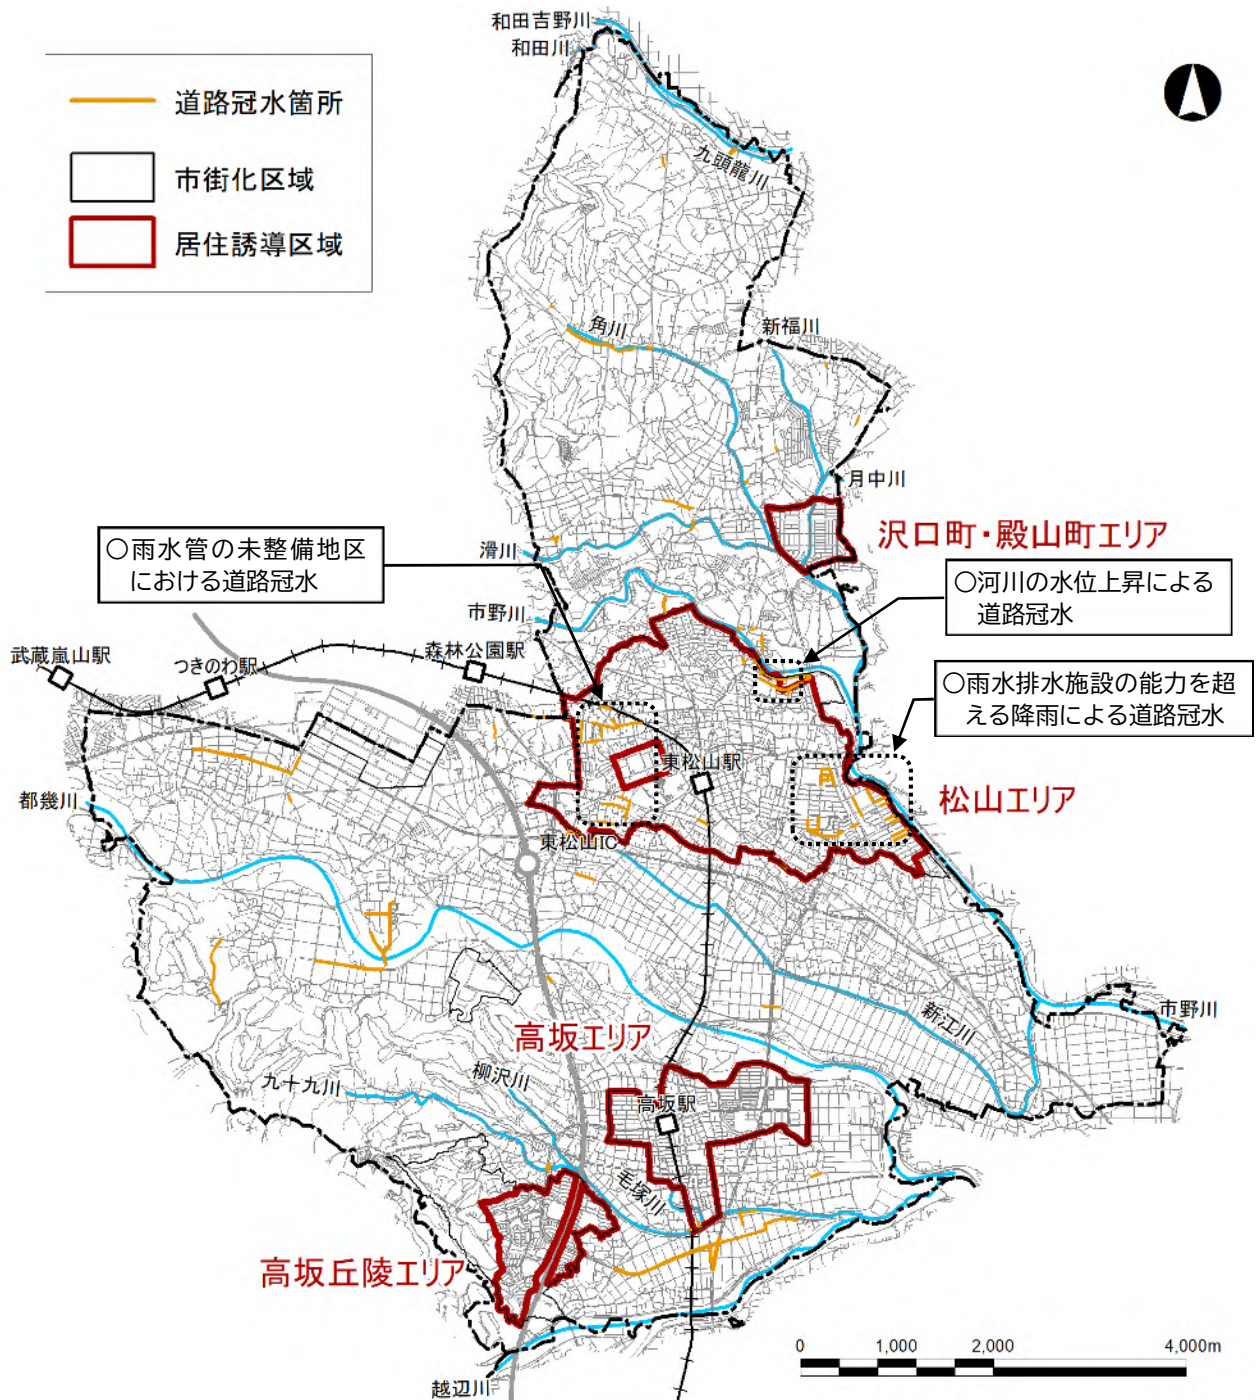 和田吉野川
和田川
道路冠水箇所
市街化区域
居住誘導区域
九頭龍川
角川
新福川
月中川
沢口町・殿山町エリア
○雨水管の未整備地区
における道路冠水
滑川
○河川の水位上昇による
道路冠水
市野川
武蔵嵐山駅
つきのわ駅
森林公園駅
○雨水排水施設の能力を超
える降雨による道路冠水
東松山駅
松山エリア
都幾川
東松山IC
新江川
市野川
高坂エリア
柳沢川
九十九川
高坂駅
毛塚川
高坂丘陵エリア
越辺川
0 1,000 2,000 4,000m